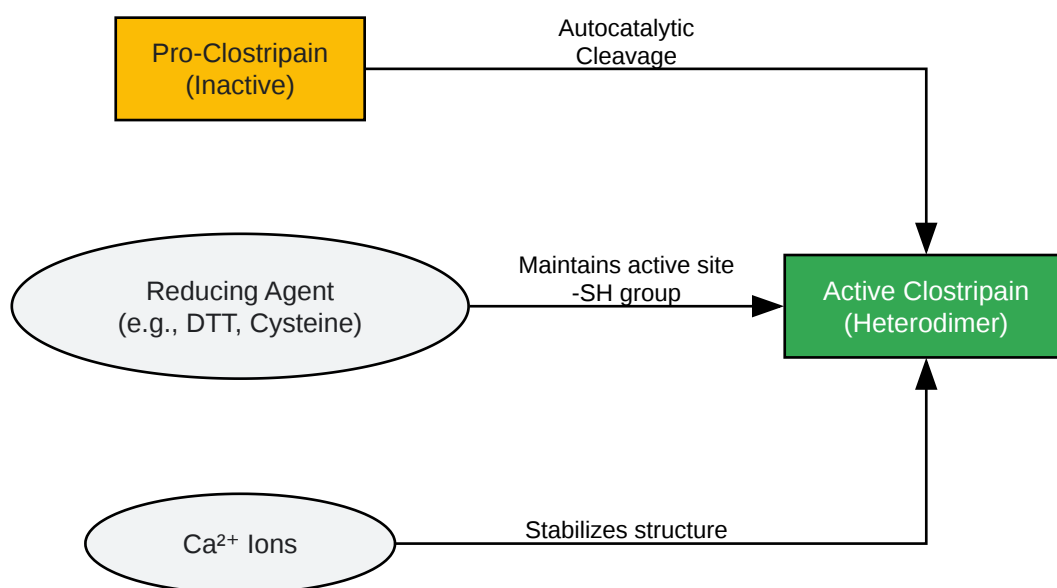 Pro-Clostripain
(Inactive)
Autocatalytic
Cleavage
Reducing Agent
(e.g., DTT, Cysteine)
Maintains active site
-SH group
Active Clostripain
(Heterodimer)
Ca²⁺ Ions
Stabilizes structure